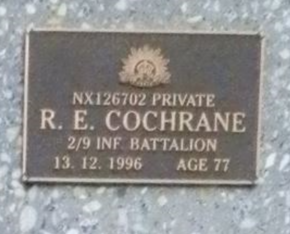 NX126702 PRIVATE
R. E. COCHRANE
2/9 INF. BATTALION
13. 12. 1996 AGE 77